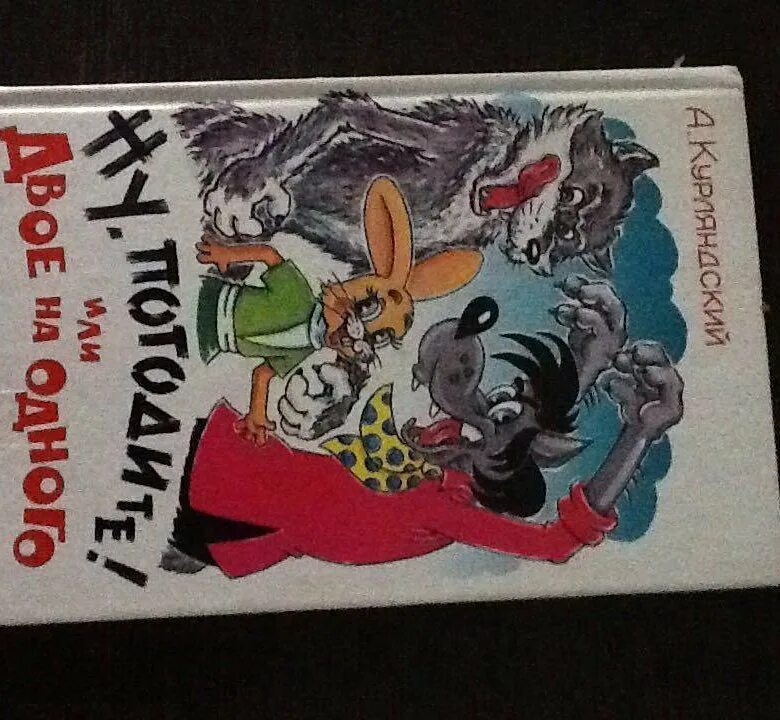 А. Курляндский
НУ, ПОГОДИТЕ!
или
ДВОЕ НА ОДНОГО